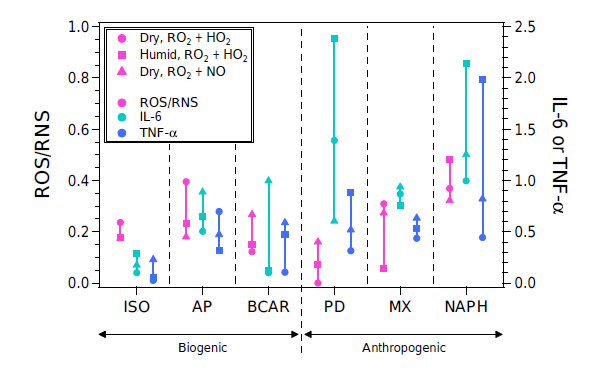 1.0
0.8
0.6
0.4
0.2
0.0
ROS/RNS
Dry, RO2 + HO2
Humid, RO2 + HO2
Dry, RO2 + NO
ROS/RNS
IL-6
TNF-α
2.5
2.0
1.5
1.0
0.5
0.0
IL-6 or TNF-α
ISO AP BCAR PD MX NAPH
Biogenic Anthropogenic